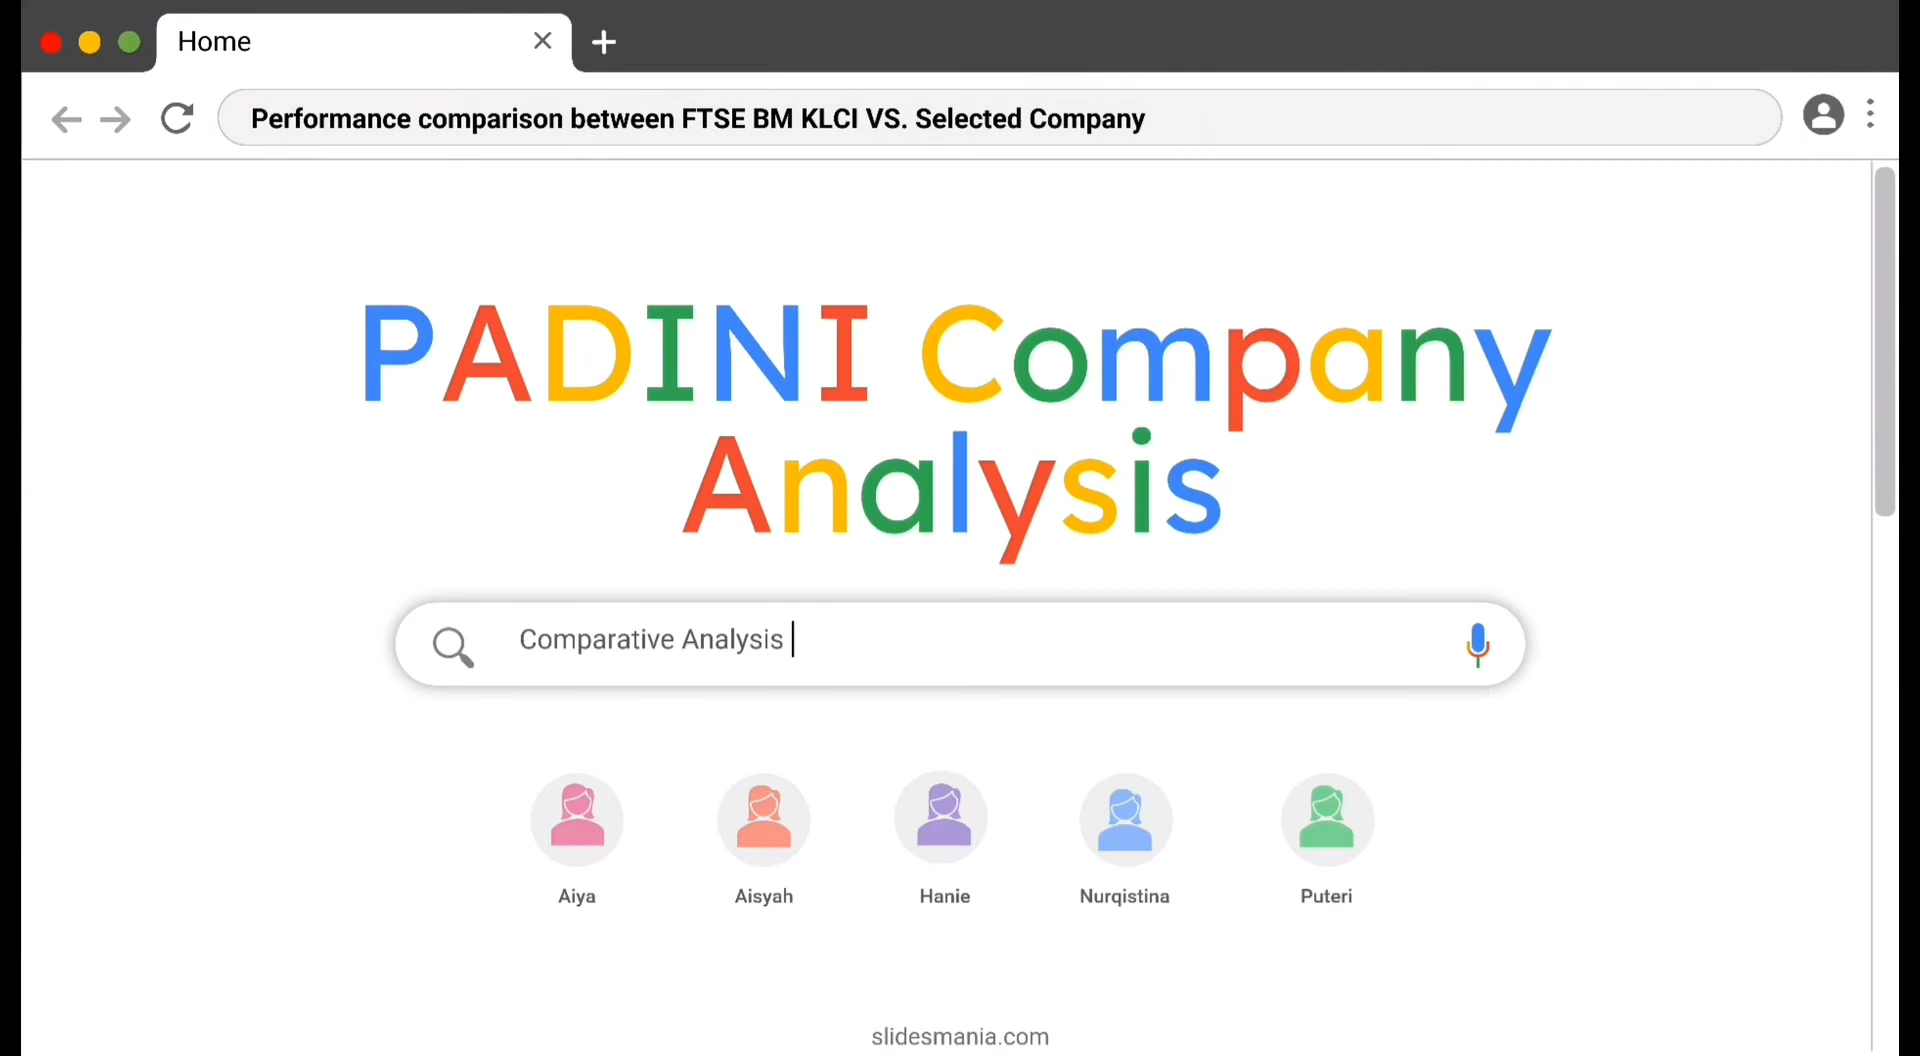 Home
Performance comparison between FTSE BM KLCI VS. Selected Company
PADINI Company
Analysis
Comparative Analysis
Aiya
Aisyah
Hanie
Nurqistina
Puteri
slidesmania.com